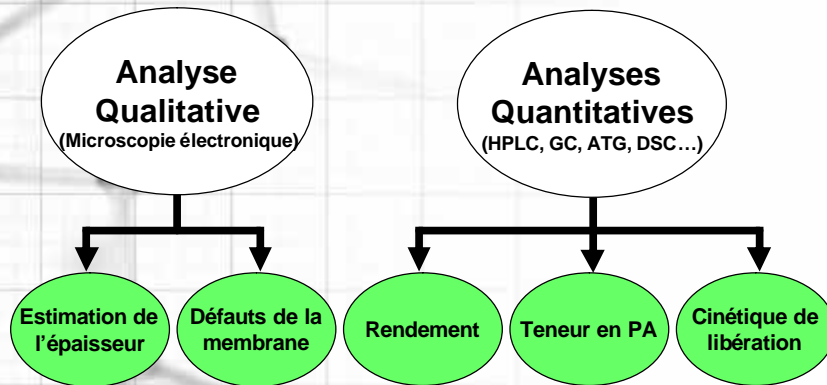 Analyse
Qualitative
(Microscopie électronique)
Analyses
Quantitatives
(HPLC, GC, ATG, DSC…)
Estimation de
l'épaisseur
Défauts de la
membrane
Rendement
Teneur en PA
Cinétique de
libération